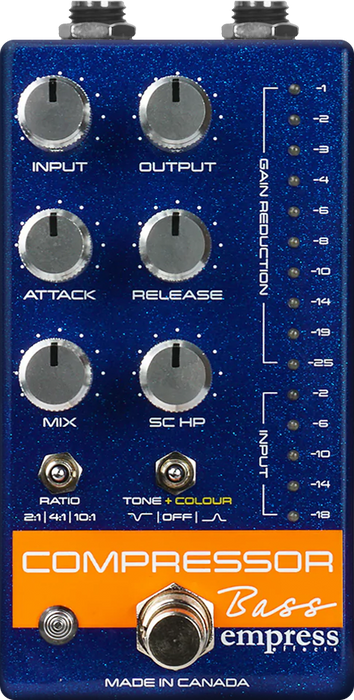 INPUT OUTPUT
ATTACK RELEASE
MIX SC HP
RATIO
2:1|4:1|10:1
TONE + COLOUR
|OFF|
GAIN REDUCTION
-1
-2
-3
-4
-6
-8
-10
-14
-19
-25
INPUT
-2
-6
-10
-14
-18
COMPRESSOR
Bass
empress
effects
MADE IN CANADA